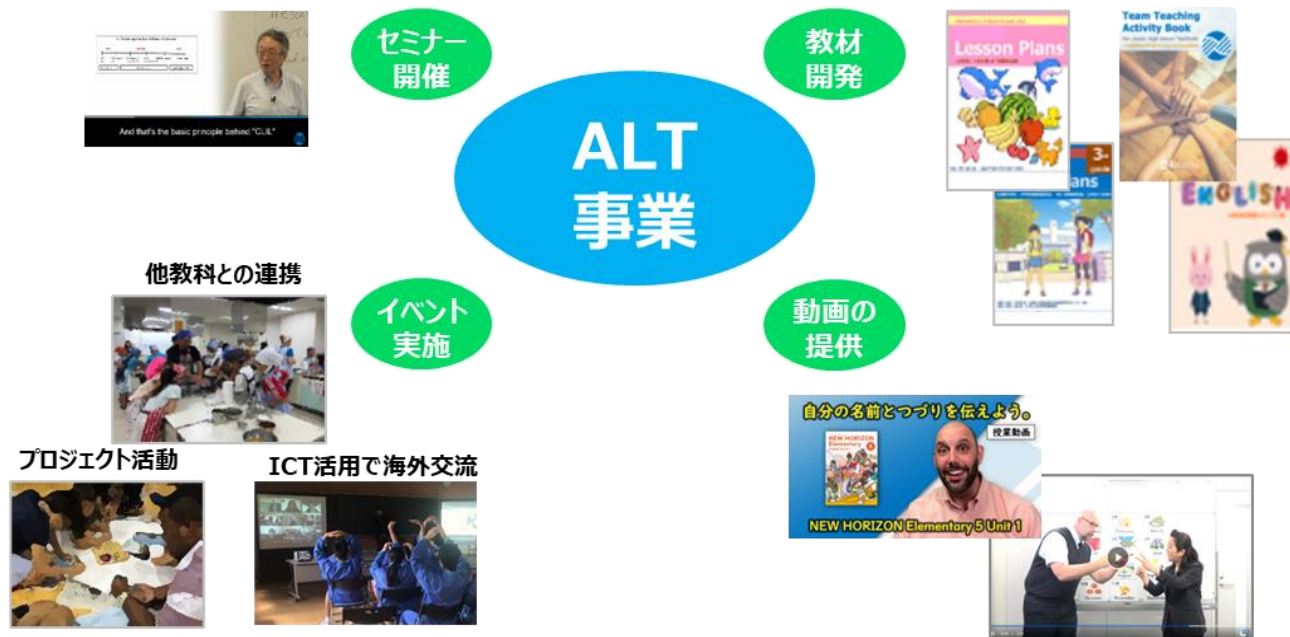 セミナー
開催
教材
開発
ALT
事業
And that's the basic principle behind "CLIL"
Lesson Plans
Team Teaching
Activity Book
3
ans
ENGLISH
他教科との連携
イベント
実施
動画の
提供
プロジェクト活動
ICT活用で海外交流
自分の名前とつづりを伝えよう。
授業動画
NEW HORIZON
Elementary
NEW HORIZON Elementary 5 Unit 1